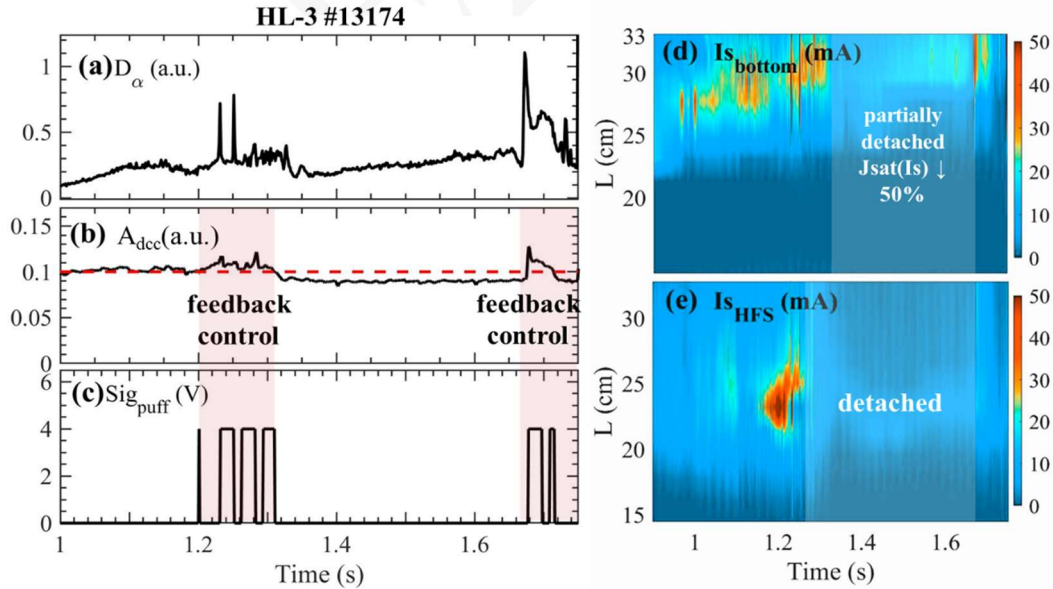 HL-3 #13174
(a) Dα (a.u.)
1
0.5
0
(b) Adcc(a.u.)
0.15
0.1
0.05
0
feedback
control
feedback
control
(c) Sigpuff (V)
6
4
2
0
1
1.2
1.4
1.6
Time (s)
(d) Isbottom (mA)
33
30
25
20
L (cm)
partially
detached
Jsat(Is) ↓
50%
50
40
30
20
10
0
(e) IsHFS (mA)
30
25
20
15
L (cm)
detached
50
40
30
20
10
0
1
1.2
1.4
1.6
Time (s)